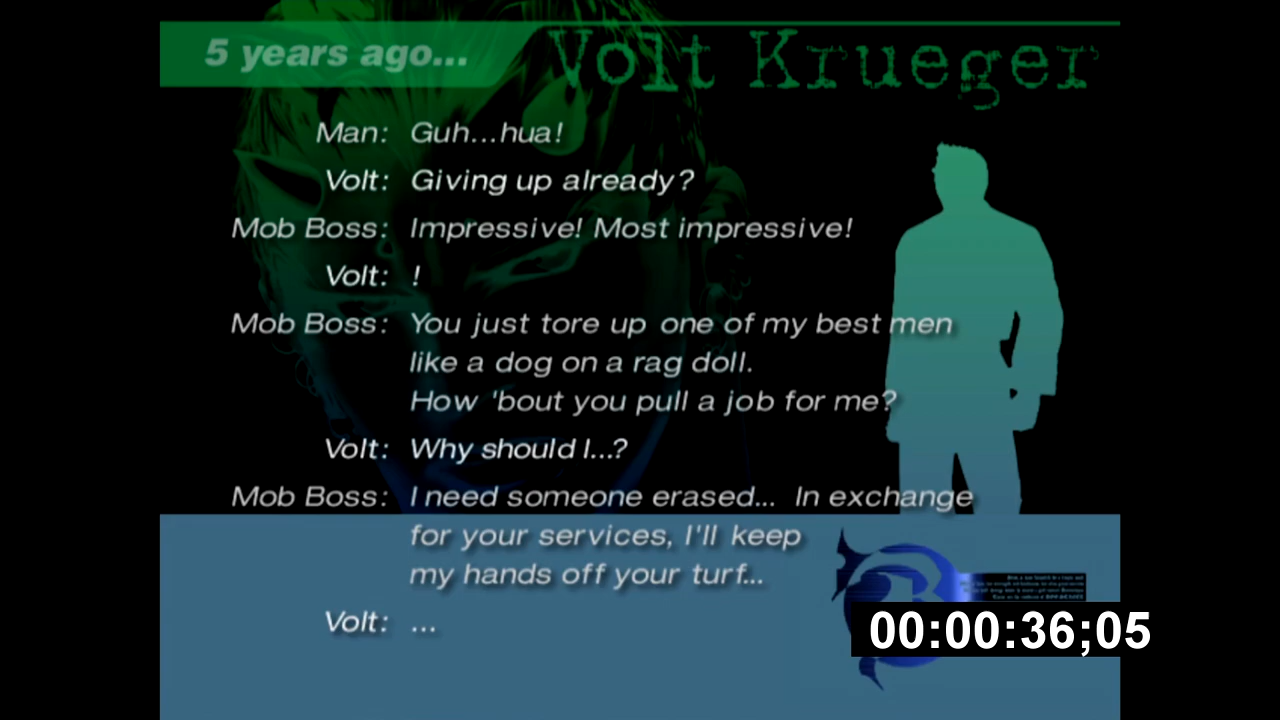 5 years ago...
Volt Krueger
Man: Guh...hua!
Volt: Giving up already?
Mob Boss: Impressive! Most impressive!
Volt: !
Mob Boss: You just tore up one of my best men
like a dog on a rag doll.
How 'bout you pull a job for me?
Volt: Why should I...?
Mob Boss: I need someone erased... In exchange
for your services, I'll keep
my hands off your turf...
Volt: ...
00:00:36;05